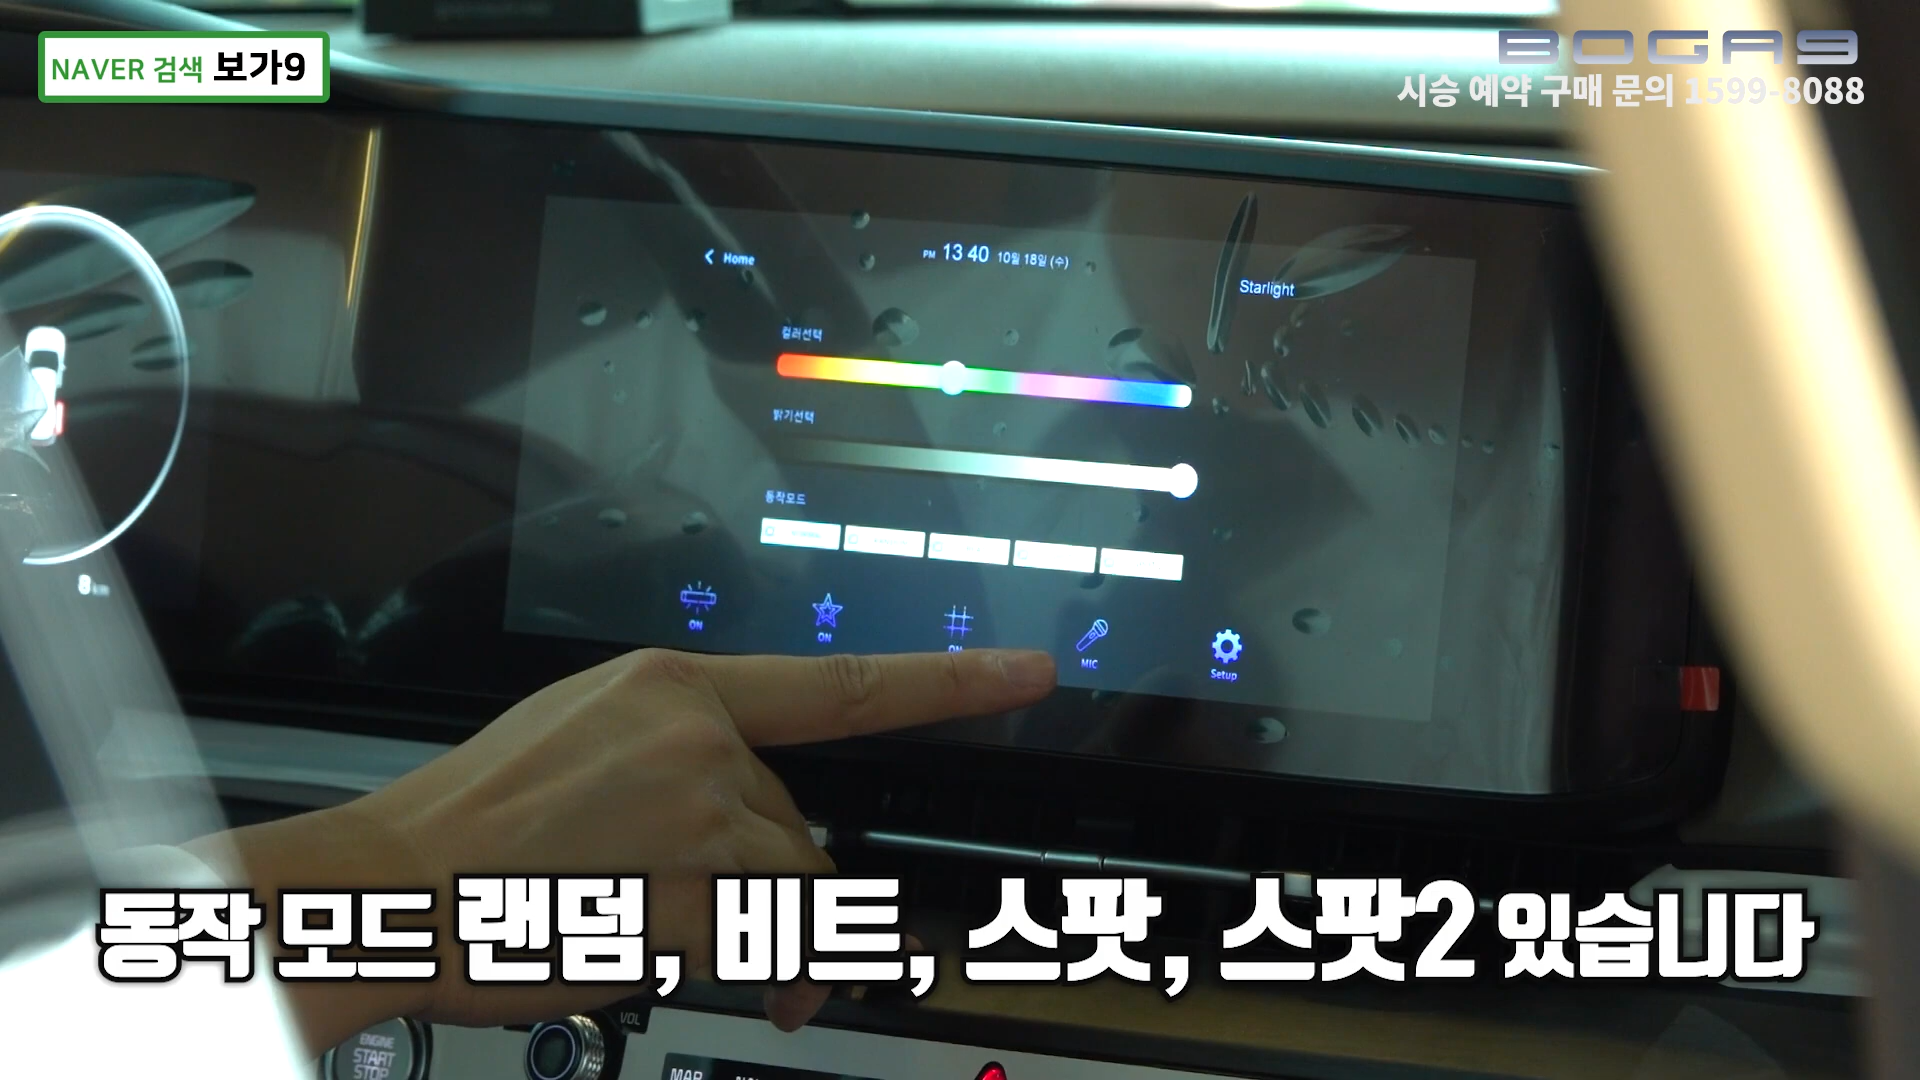 NAVER 검색 보가9
BOGA9
시승 예약 구매 문의 1599-8088
Home
PM 13 40 10월 18일 (수)
Starlight
컬러선택
밝기선택
동작모드
ON
ON
ON
MIC
Setup
8
동작 모드 랜덤, 비트, 스팟, 스팟2 있습니다
VOL
ENGINE
START
STOP
MAP